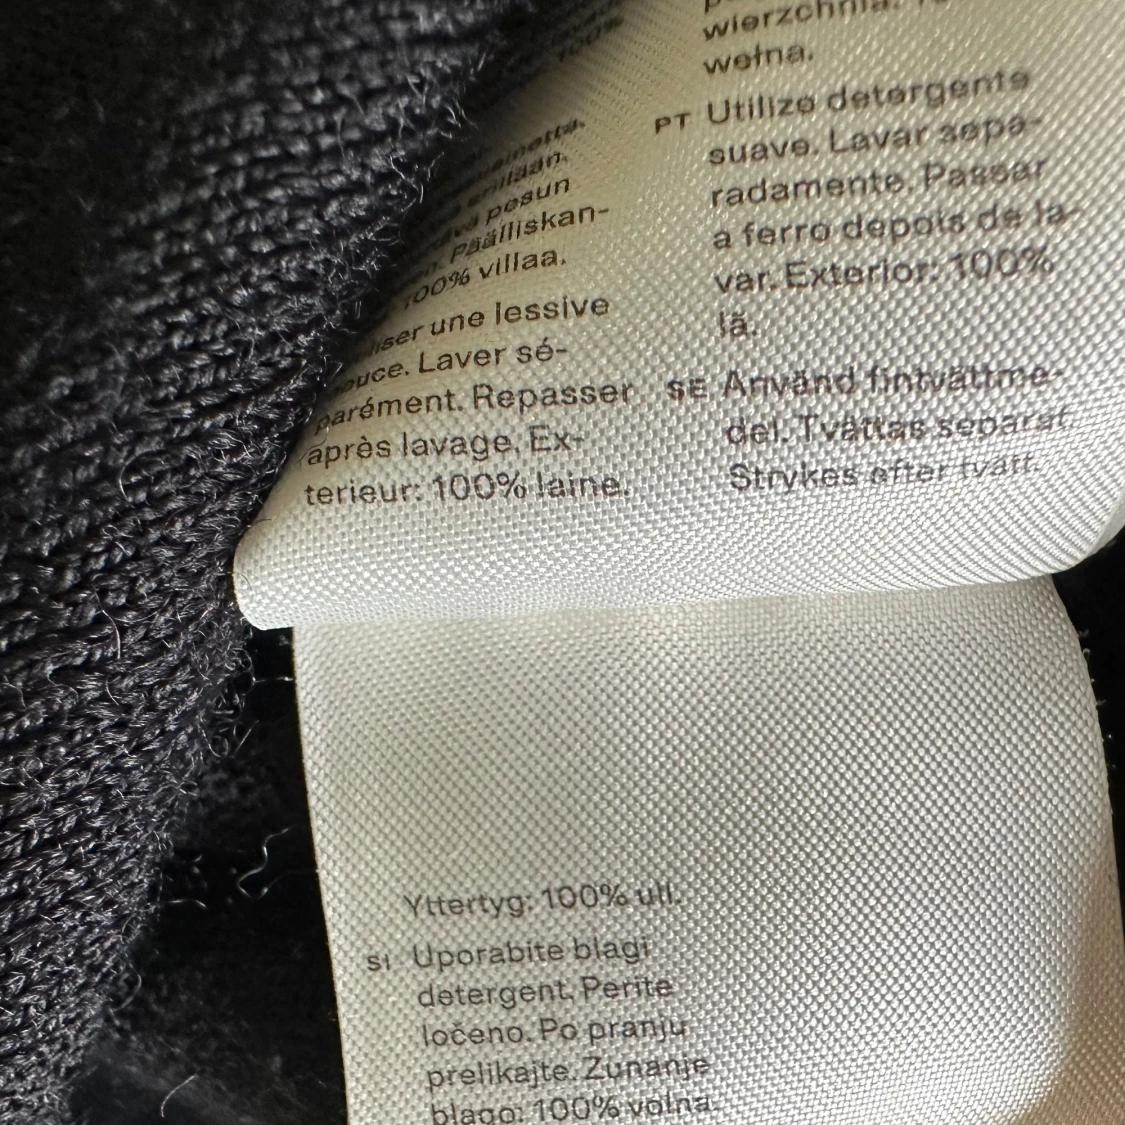 100%
villaan.
pesun
Päälliskan-
100% villaa.
une lessive
Laver sé-
parément. Repasser
après lavage. Ex-
terieur: 100% laine.
wierzchnia.
wełna.
PT Utilize detergente
suave. Lavar sepa-
radamente. Passar
a ferro depois de la-
var. Exterior: 100%
lã.
SE Använd fintvättme-
del. Tvättas separat.
Strykes efter tvätt.
Yttertyg: 100% ull.
SI Uporabite blagi
detergent. Perite
ločeno. Po pranju
prelikajte. Zunanje
blago: 100% volna.